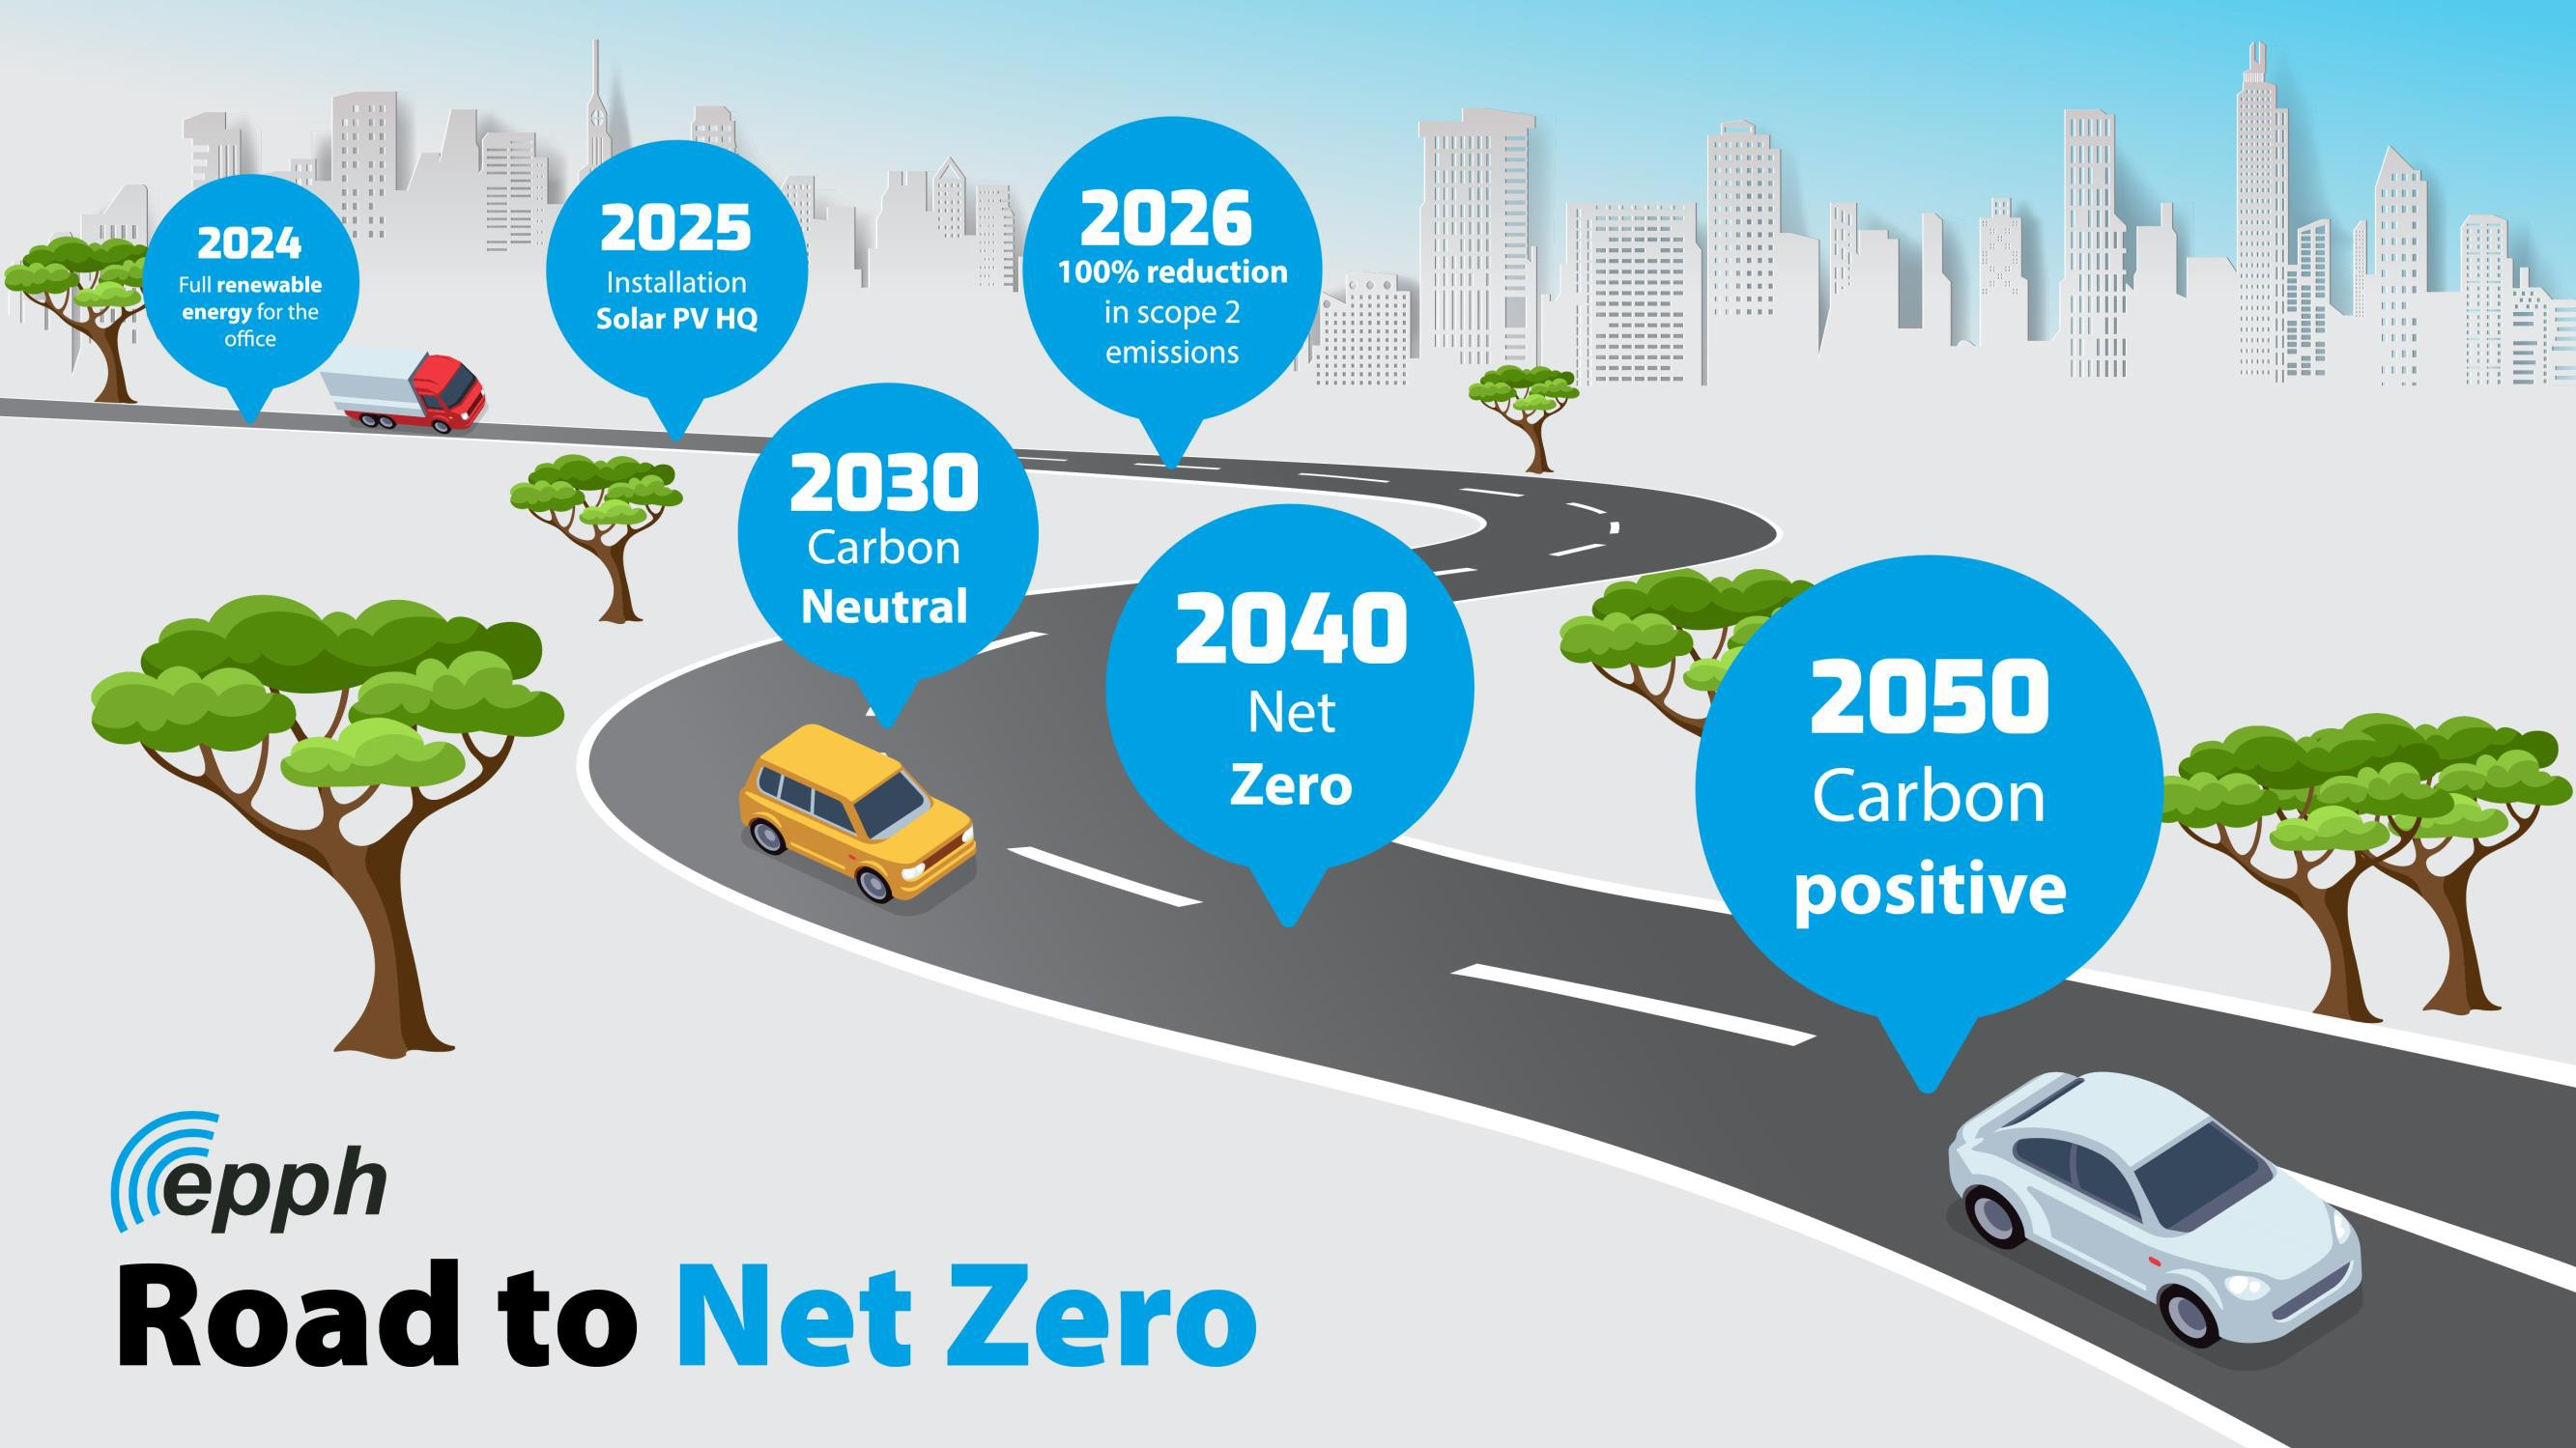 2024
Full renewable
energy for the
office
2025
Installation
Solar PV HQ
2026
100% reduction
in scope 2
emissions
2030
Carbon
Neutral
2040
Net
Zero
2050
Carbon
positive
epph
Road to Net Zero